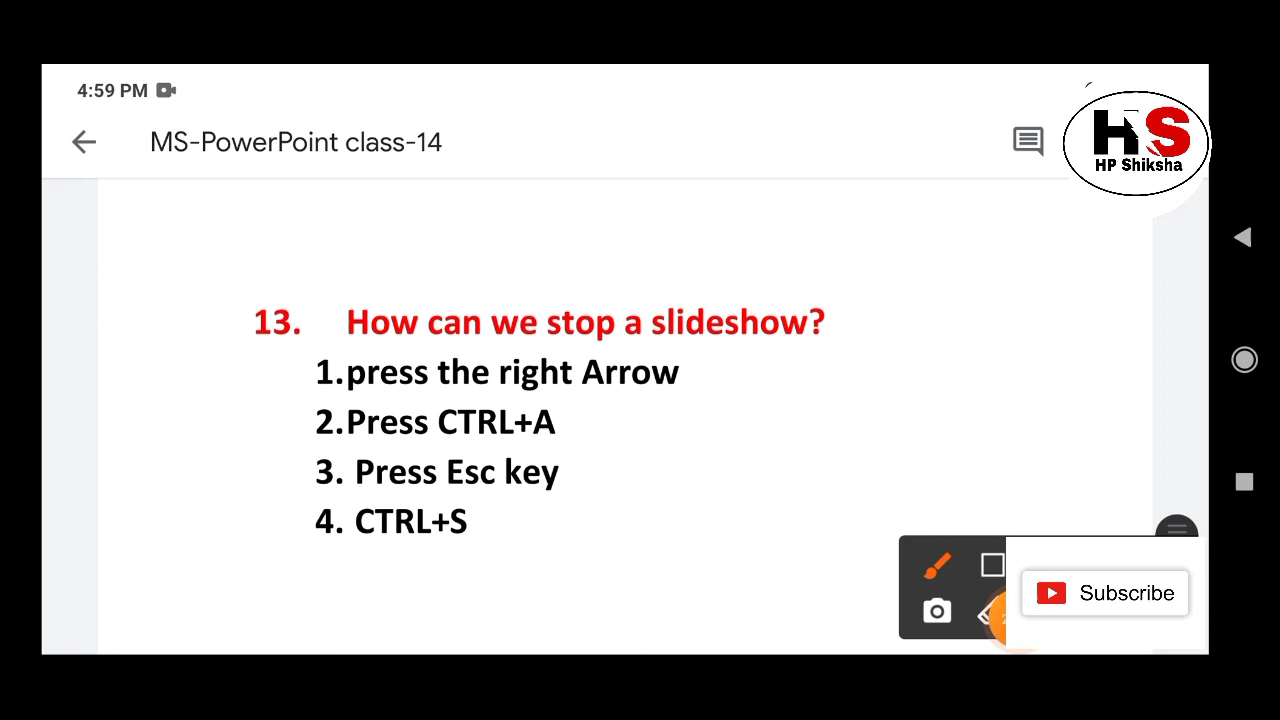 4:59 PM
MS-PowerPoint class-14
HS
HP Shiksha
13. How can we stop a slideshow?
1.press the right Arrow
2.Press CTRL+A
3. Press Esc key
4. CTRL+S
Subscribe